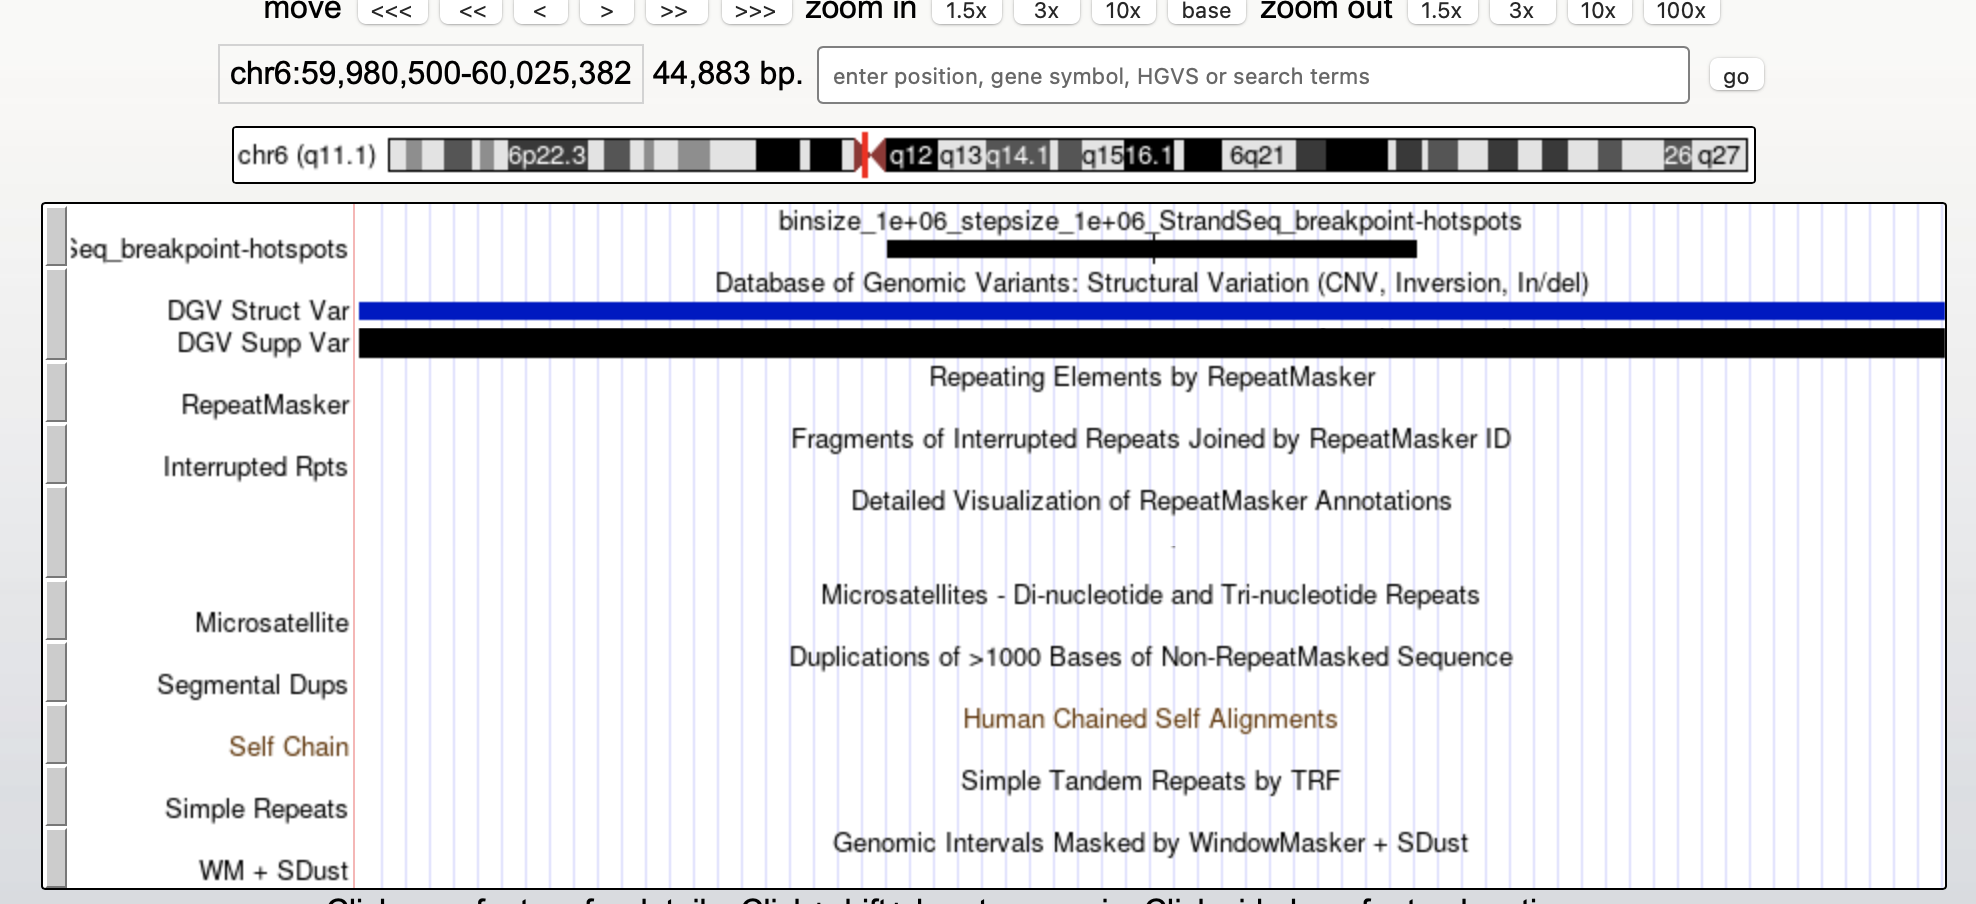 move <<< << < > >> >>> zoom in 1.5x 3x 10x base zoom out 1.5x 3x 10x 100x
chr6:59,980,500-60,025,382 44,883 bp. enter position, gene symbol, HGVS or search terms go
chr6 (q11.1) 6p22.3 q12 q13 q14.1 q15 16.1 6q21 26 q27
binsize_1e+06_stepsize_1e+06_StrandSeq_breakpoint-hotspots
Seq_breakpoint-hotspots
Database of Genomic Variants: Structural Variation (CNV, Inversion, In/del)
DGV Struct Var
DGV Supp Var
Repeating Elements by RepeatMasker
RepeatMasker
Fragments of Interrupted Repeats Joined by RepeatMasker ID
Interrupted Rpts
Detailed Visualization of RepeatMasker Annotations
Microsatellites - Di-nucleotide and Tri-nucleotide Repeats
Microsatellite
Duplications of >1000 Bases of Non-RepeatMasked Sequence
Segmental Dups
Human Chained Self Alignments
Self Chain
Simple Tandem Repeats by TRF
Simple Repeats
Genomic Intervals Masked by WindowMasker + SDust
WM + SDust